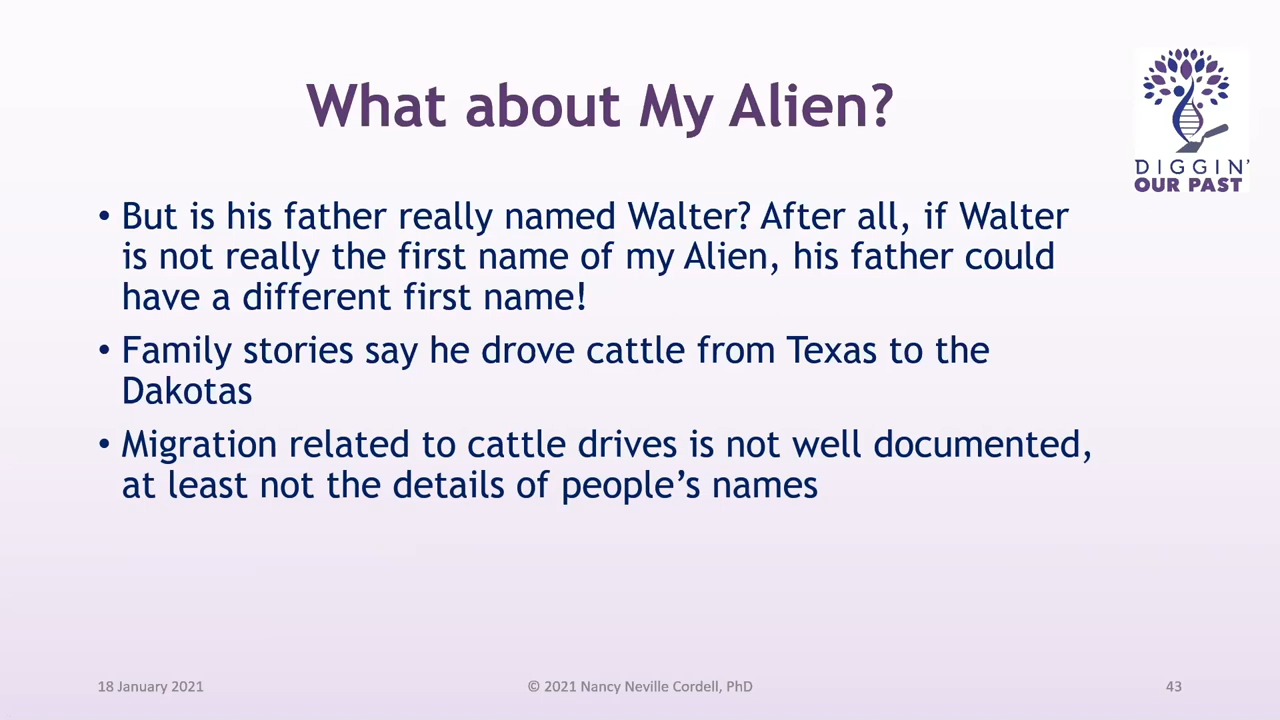 What about My Alien?
DIGGIN'
OUR PAST
• But is his father really named Walter? After all, if Walter
is not really the first name of my Alien, his father could
have a different first name!
• Family stories say he drove cattle from Texas to the
Dakotas
• Migration related to cattle drives is not well documented,
at least not the details of people’s names
18 January 2021
© 2021 Nancy Neville Cordell, PhD
43